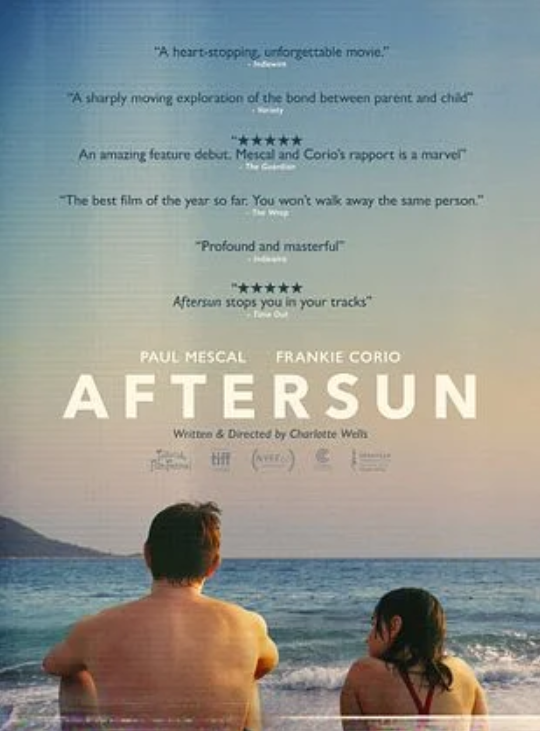 "A heart-stopping, unforgettable movie."
- Indiewire
"A sharply moving exploration of the bond between parent and child"
- Variety
"★★★★★
An amazing feature debut. Mescal and Corio's rapport is a marvel"
- The Guardian
"The best film of the year so far. You won't walk away the same person."
- The Wrap
"Profound and masterful"
- Indiewire
"★★★★★
Aftersun stops you in your tracks"
- Time Out
PAUL MESCAL FRANKIE CORIO
AFTERSUN
Written & Directed by Charlotte Wells
tiff